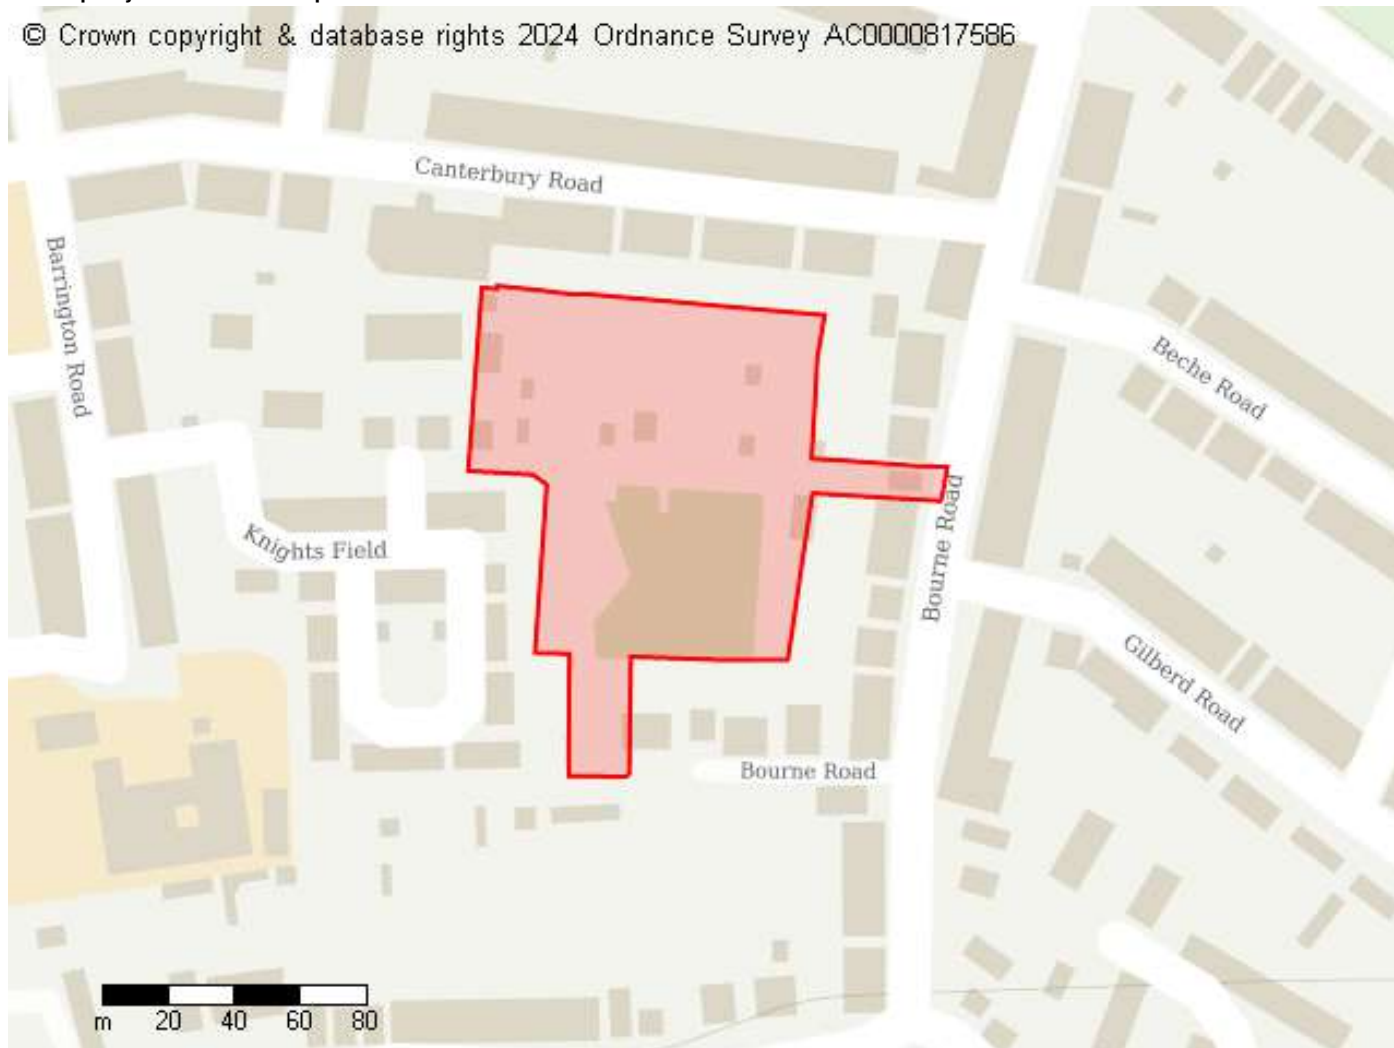 © Crown copyright & database rights 2024 Ordnance Survey AC0000817586
Canterbury Road
Barrington Road
Beche Road
Knights Field
Bourne Road
Gilberd Road
Bourne Road
m 20 40 60 80